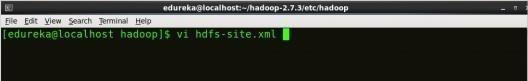 edureka@localhost:~/hadoop-2.7.3/etc/hadoop
File Edit View Search Terminal Help
[edureka@localhost hadoop]$ vi hdfs-site.xml